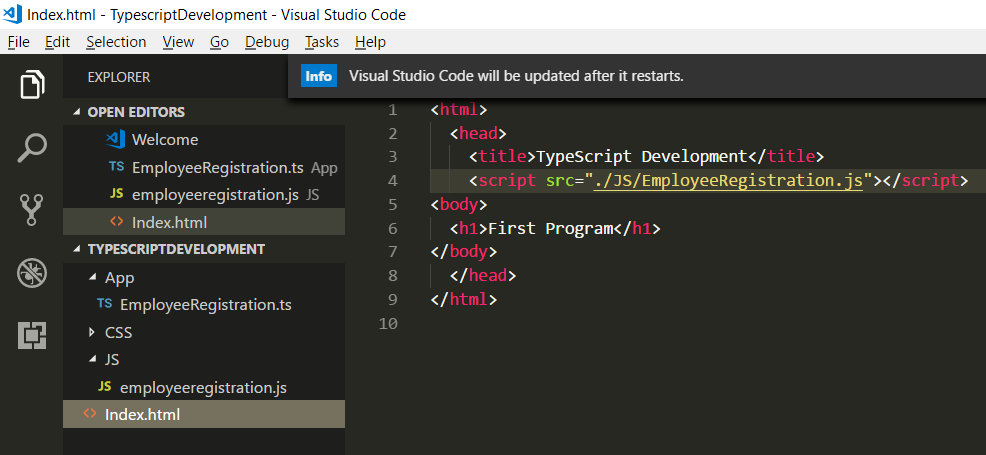 Index.html - TypescriptDevelopment - Visual Studio Code
File Edit Selection View Go Debug Tasks Help
EXPLORER
Info Visual Studio Code will be updated after it restarts.
OPEN EDITORS
Welcome
TS EmployeeRegistration.ts App
JS employeeregistration.js JS
<> Index.html
TYPESCRIPTDEVELOPMENT
App
TS EmployeeRegistration.ts
CSS
JS
JS employeeregistration.js
<> Index.html
1 <html>
2 <head>
3 <title>TypeScript Development</title>
4 <script src="./JS/EmployeeRegistration.js"></script>
5 <body>
6 <h1>First Program</h1>
7 </body>
8 </head>
9 </html>
10